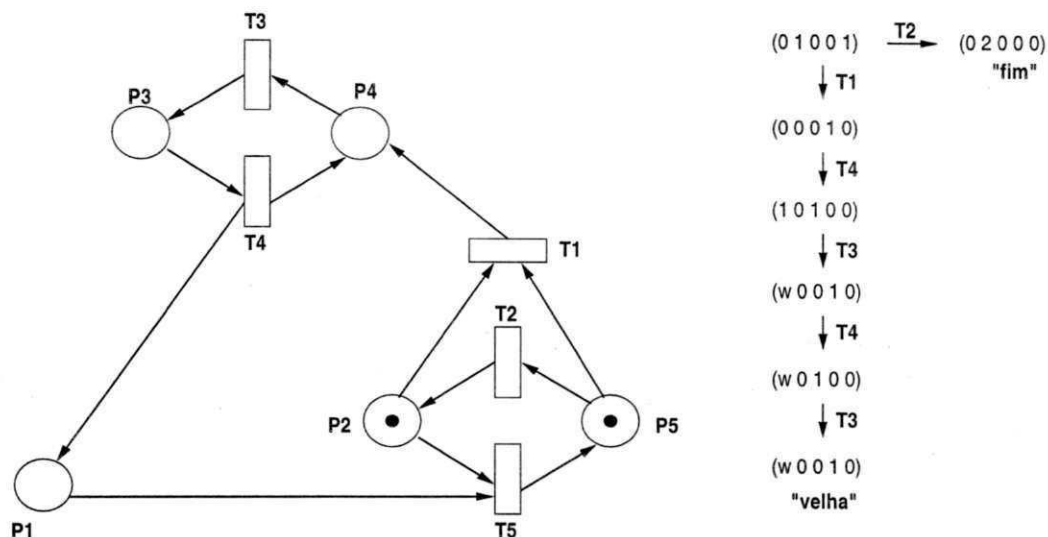 T3
P3
P4
T4
T1
T2
P2
P5
P1
T5
(0 1 0 0 1) T2 (0 2 0 0 0)
"fim"
T1
(0 0 0 1 0)
T4
(1 0 1 0 0)
T3
(w 0 0 1 0)
T4
(w 0 1 0 0)
T3
(w 0 0 1 0)
"velha"